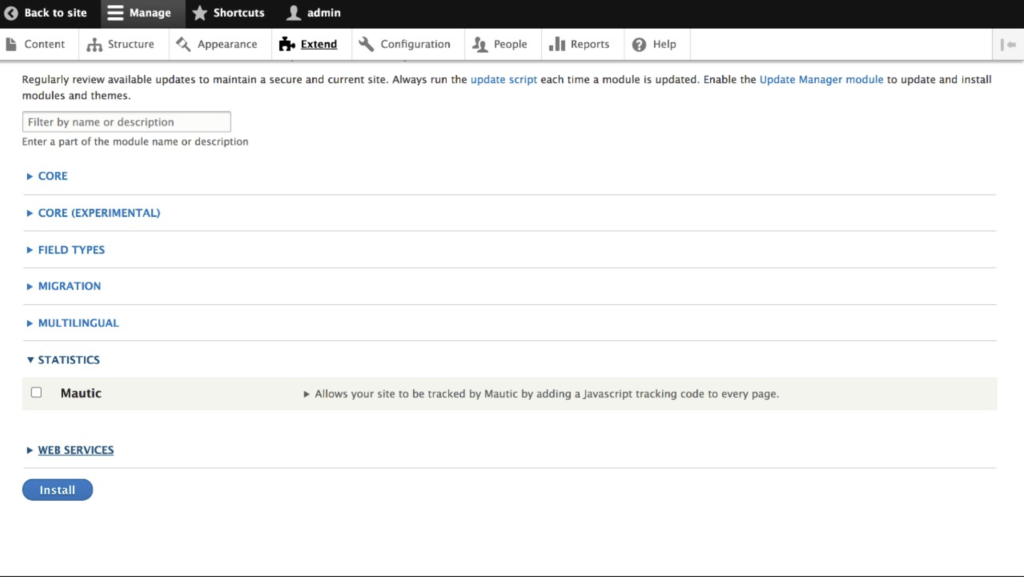 Back to site Manage Shortcuts admin
Content Structure Appearance Extend Configuration People Reports Help
Regularly review available updates to maintain a secure and current site. Always run the update script each time a module is updated. Enable the Update Manager module to update and install
modules and themes.
Filter by name or description
Enter a part of the module name or description
CORE
CORE (EXPERIMENTAL)
FIELD TYPES
MIGRATION
MULTILINGUAL
STATISTICS
Mautic Allows your site to be tracked by Mautic by adding a Javascript tracking code to every page.
WEB SERVICES
Install